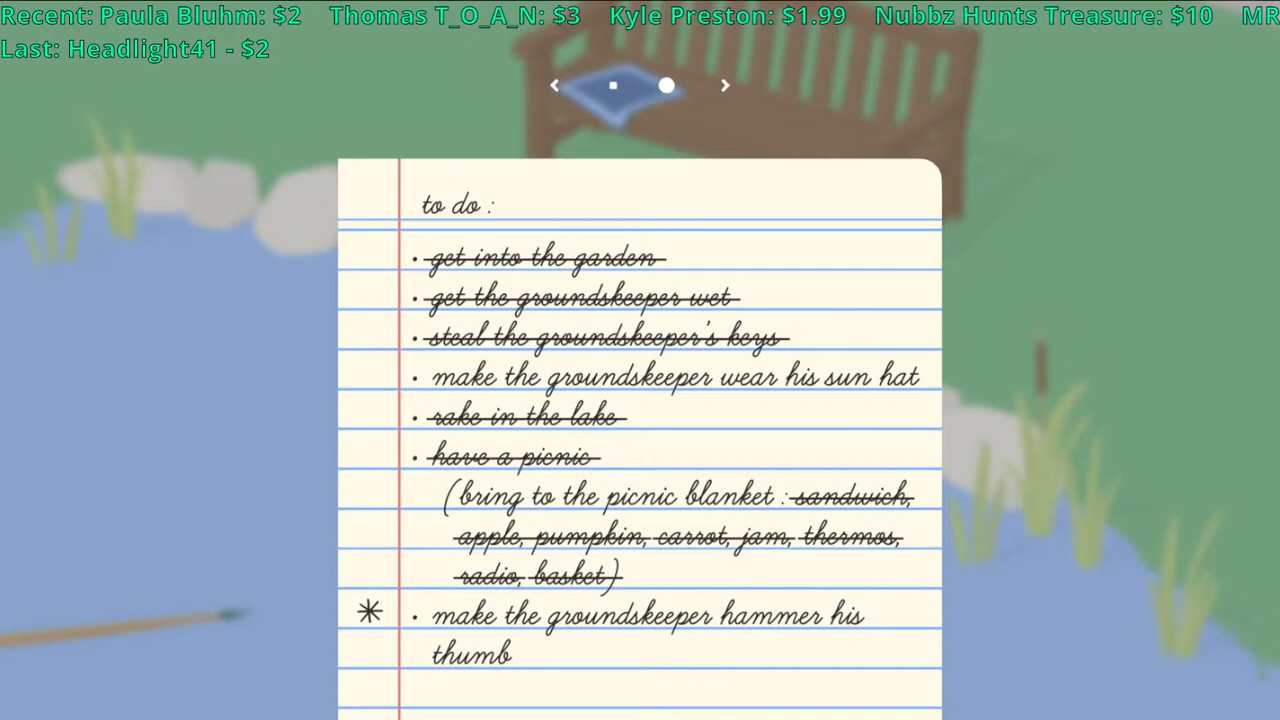 Recent: Paula Bluhm: $2 Thomas T_O_A_N: $3 Kyle Preston: $1.99 Nubbz Hunts Treasure: $10 MR
Last: Headlight41 - $2
to do :
• get into the garden
• get the groundskeeper wet
• steal the groundskeeper's keys
• make the groundskeeper wear his sun hat
• rake in the lake
• have a picnic
(bring to the picnic blanket : sandwich,
apple, pumpkin, carrot, jam, thermos,
radio, basket)
• make the groundskeeper hammer his
thumb